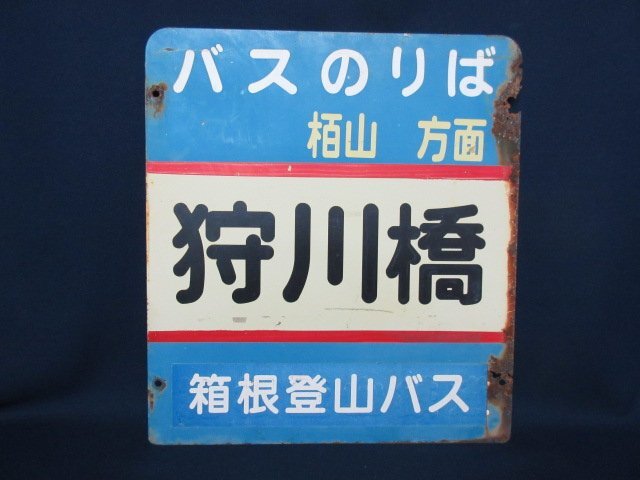 バスのりば
栢山 方面
狩川橋
箱根登山バス